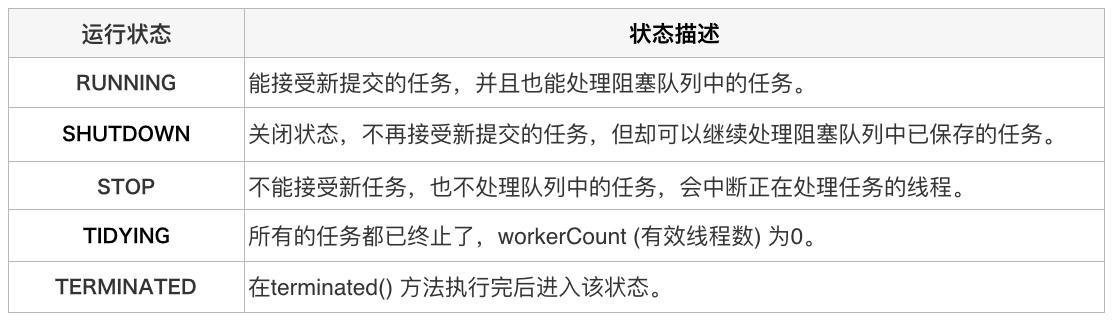 运行状态 状态描述
RUNNING 能接受新提交的任务，并且也能处理阻塞队列中的任务。
SHUTDOWN 关闭状态，不再接受新提交的任务，但却可以继续处理阻塞队列中已保存的任务。
STOP 不能接受新任务，也不处理队列中的任务，会中断正在处理任务的线程。
TIDYING 所有的任务都已终止了，workerCount (有效线程数) 为0。
TERMINATED 在terminated() 方法执行完后进入该状态。